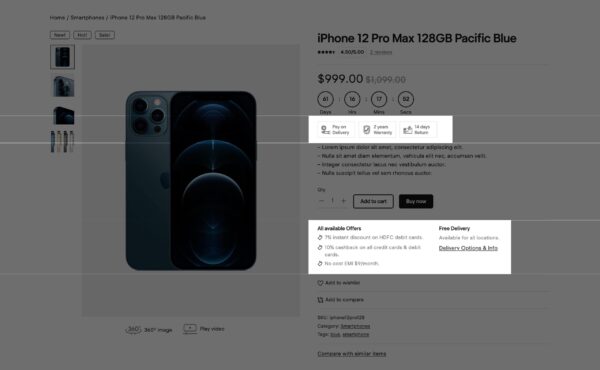 Home / Smartphones / iPhone 12 Pro Max 128GB Pacific Blue
New! Hot! Sale!
iPhone 12 Pro Max 128GB Pacific Blue
4.50/5.00 2 reviews
$999.00 $1,099.00
61 : 16 : 17 : 52
Days Hrs Mins Secs
Pay on Delivery
2 years Warranty
14 days Return
– Lorem ipsum dolor sit amet, consectetur adipiscing elit.
– Nulla sit amet diam elementum, vehicula elit nec, accumsan velit.
– Integer consectetur lacus nec vestibulum auctor.
– Nulla suscipit tellus vel sem rhoncus auctor.
Qty
— 1 + Add to cart Buy now
All available Offers
7% instant discount on HDFC debit cards.
10% cashback on all credit cards & debit
cards.
No cost EMI $9/month.
Free Delivery
Available for all locations.
Delivery Options & Info
Add to wishlist
Add to compare
360° 360° image Play video
SKU: iphone12pro128
Category: Smartphones
Tags: blue, smartphone
Compare with similar items